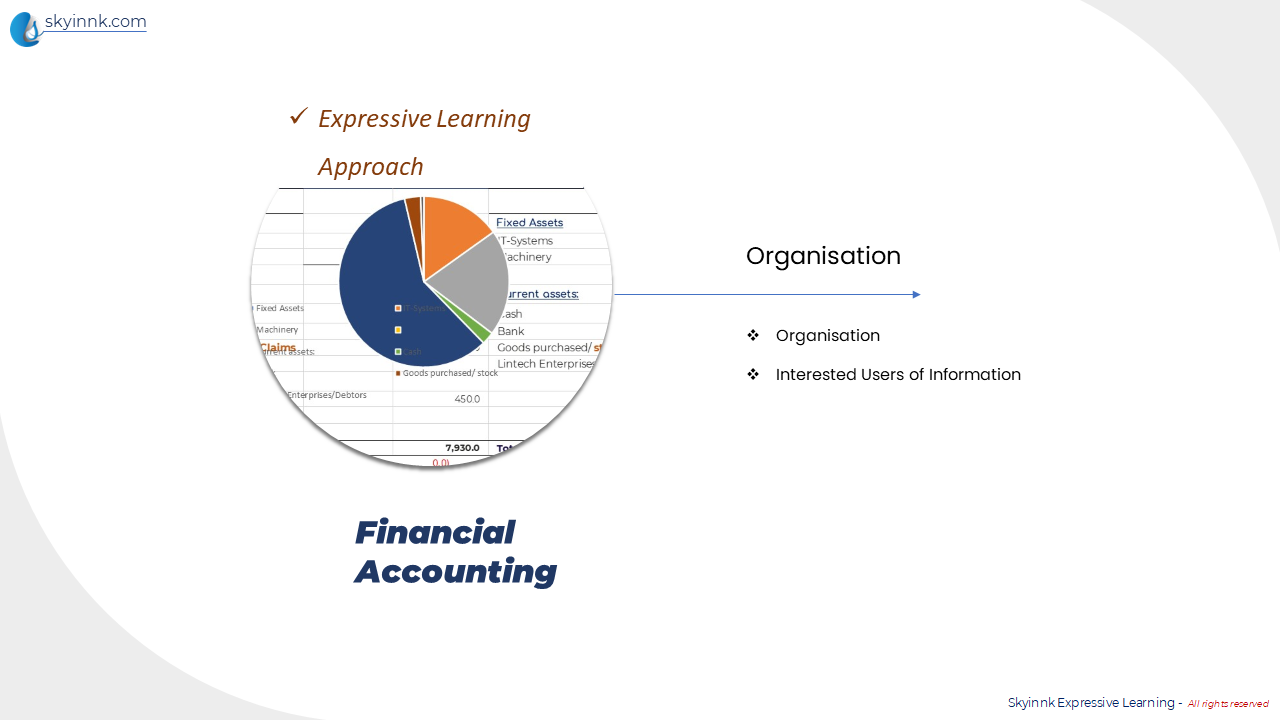 skyinnk.com
Expressive Learning
Approach
Fixed Assets
IT-Systems
Machinery
Current assets:
Cash
Bank
Goods purchased/ st
Lintech Enterprises
Fixed Assets
IT-Systems
Machinery
Claims
Current assets:
Cash
Goods purchased/ stock
Enterprises/Debtors
450.0
7,930.0
Tot
0.0)
Organisation
Organisation
Interested Users of Information
Financial
Accounting
Skyinnk Expressive Learning - All rights reserved